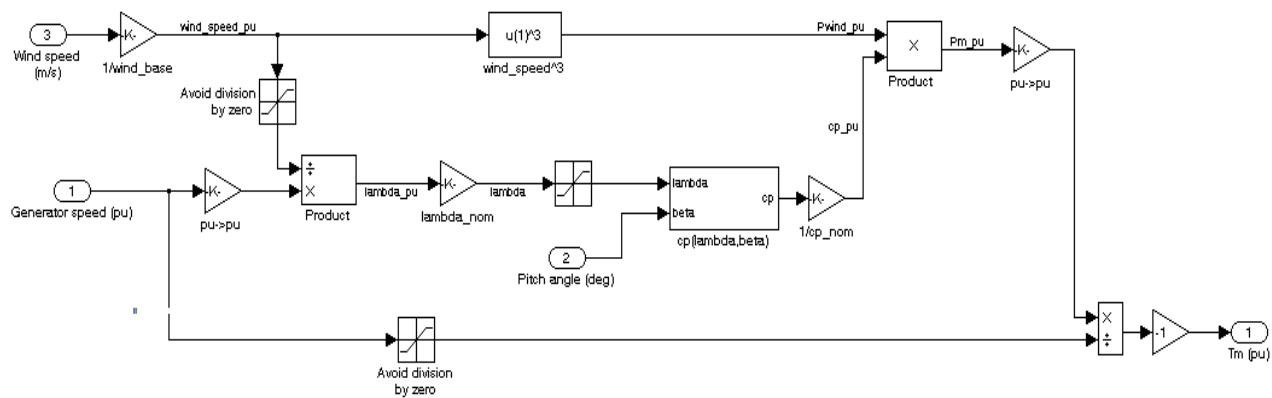 3
Wind speed
(m/s)
-K-
1/wind_base
wind_speed_pu
u(1)^3
wind_speed^3
Pwind_pu
X
Product
Pm_pu
-K-
pu->pu
Avoid division
by zero
cp_pu
1
Generator speed (pu)
-K-
pu->pu
÷
X
Product
lambda_pu
-K-
lambda_nom
lambda
lambda
beta
cp
cp(lambda,beta)
-K-
1/cp_nom
2
Pitch angle (deg)
Avoid division
by zero
X
÷
-1
1
Tm (pu)